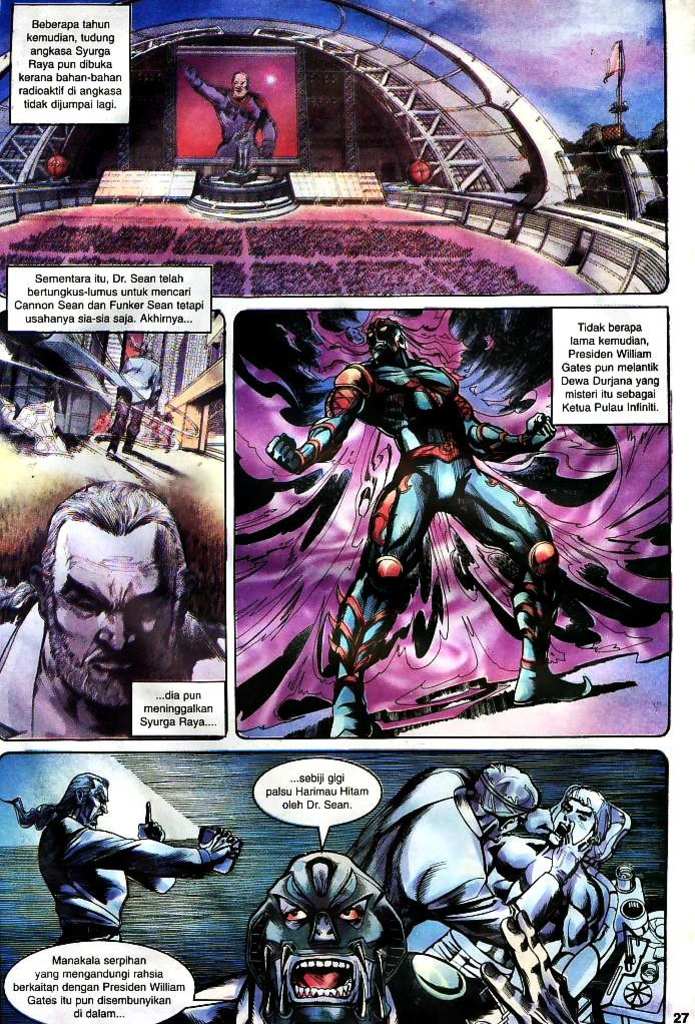 Beberapa tahun
kemudian, tudung
angkasa Syurga
Raya pun dibuka
kerana bahan-bahan
radioaktif di angkasa
tidak dijumpai lagi.
Sementara itu, Dr. Sean telah
bertungkus-lumus untuk mencari
Cannon Sean dan Funker Sean tetapi
usahanya sia-sia saja. Akhirnya...
...dia pun
meninggalkan
Syurga Raya....
Tidak berapa
lama kemudian,
Presiden William
Gates pun melantik
Dewa Durjana yang
misteri itu sebagai
Ketua Pulau Infiniti.
Manakala serpihan
yang mengandungi rahsia
berkaitan dengan Presiden William
Gates itu pun disembunyikan
di dalam...
...sebiji gigi
palsu Harimau Hitam
oleh Dr. Sean.
27